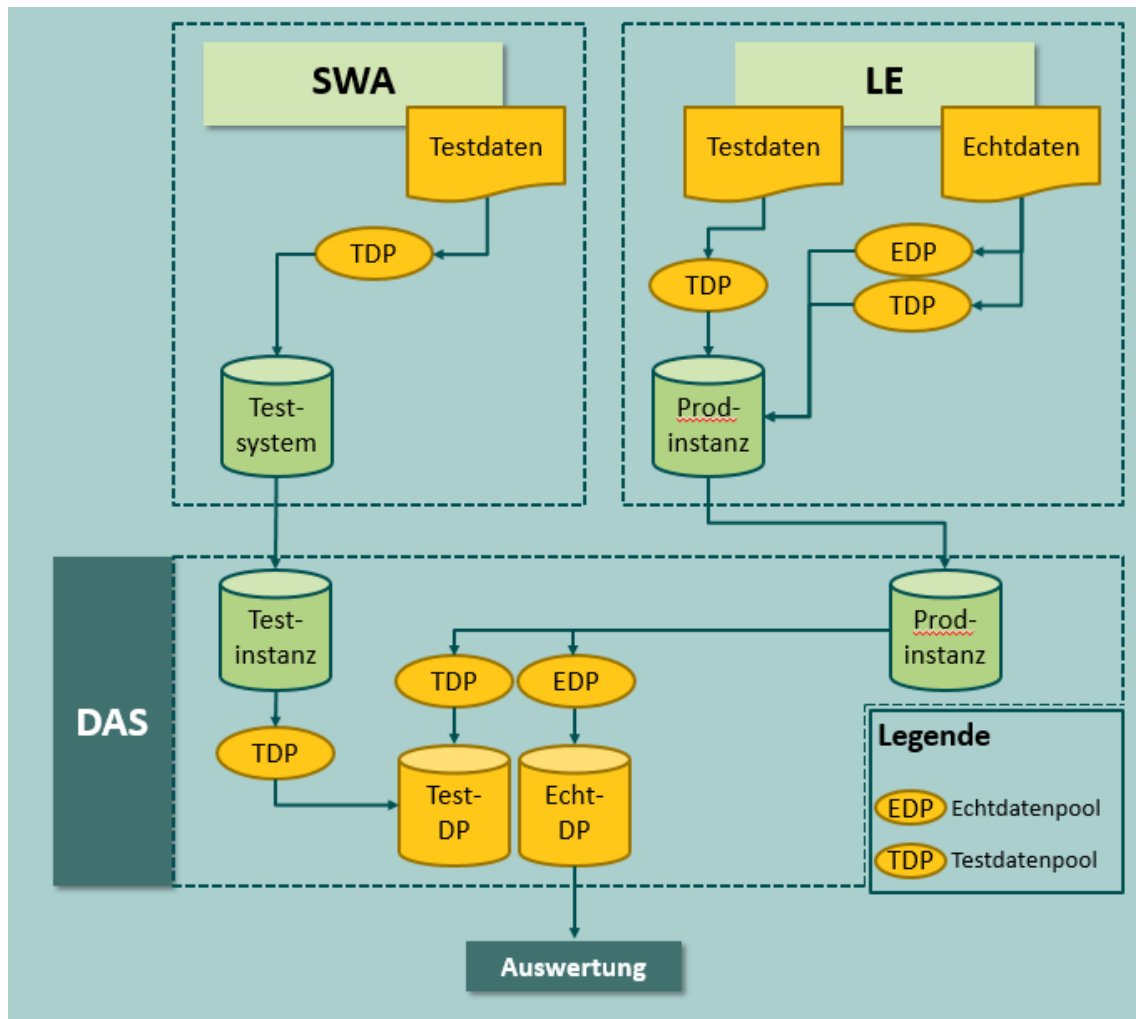 SWA
Testdaten
TDP
Test-
system
LE
Testdaten
Echtdaten
TDP
EDP
TDP
Prod-
instanz
DAS
Test-
instanz
TDP
TDP
EDP
Test-
DP
Echt-
DP
Prod-
instanz
Legende
EDP Echtdatenpool
TDP Testdatenpool
Auswertung